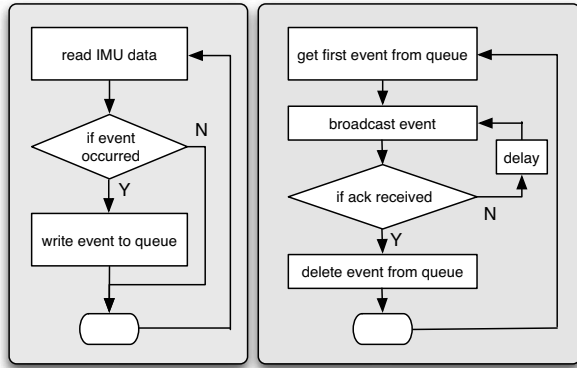 read IMU data
if event
occurred
N
Y
write event to queue
get first event from queue
broadcast event
delay
if ack received
N
Y
delete event from queue